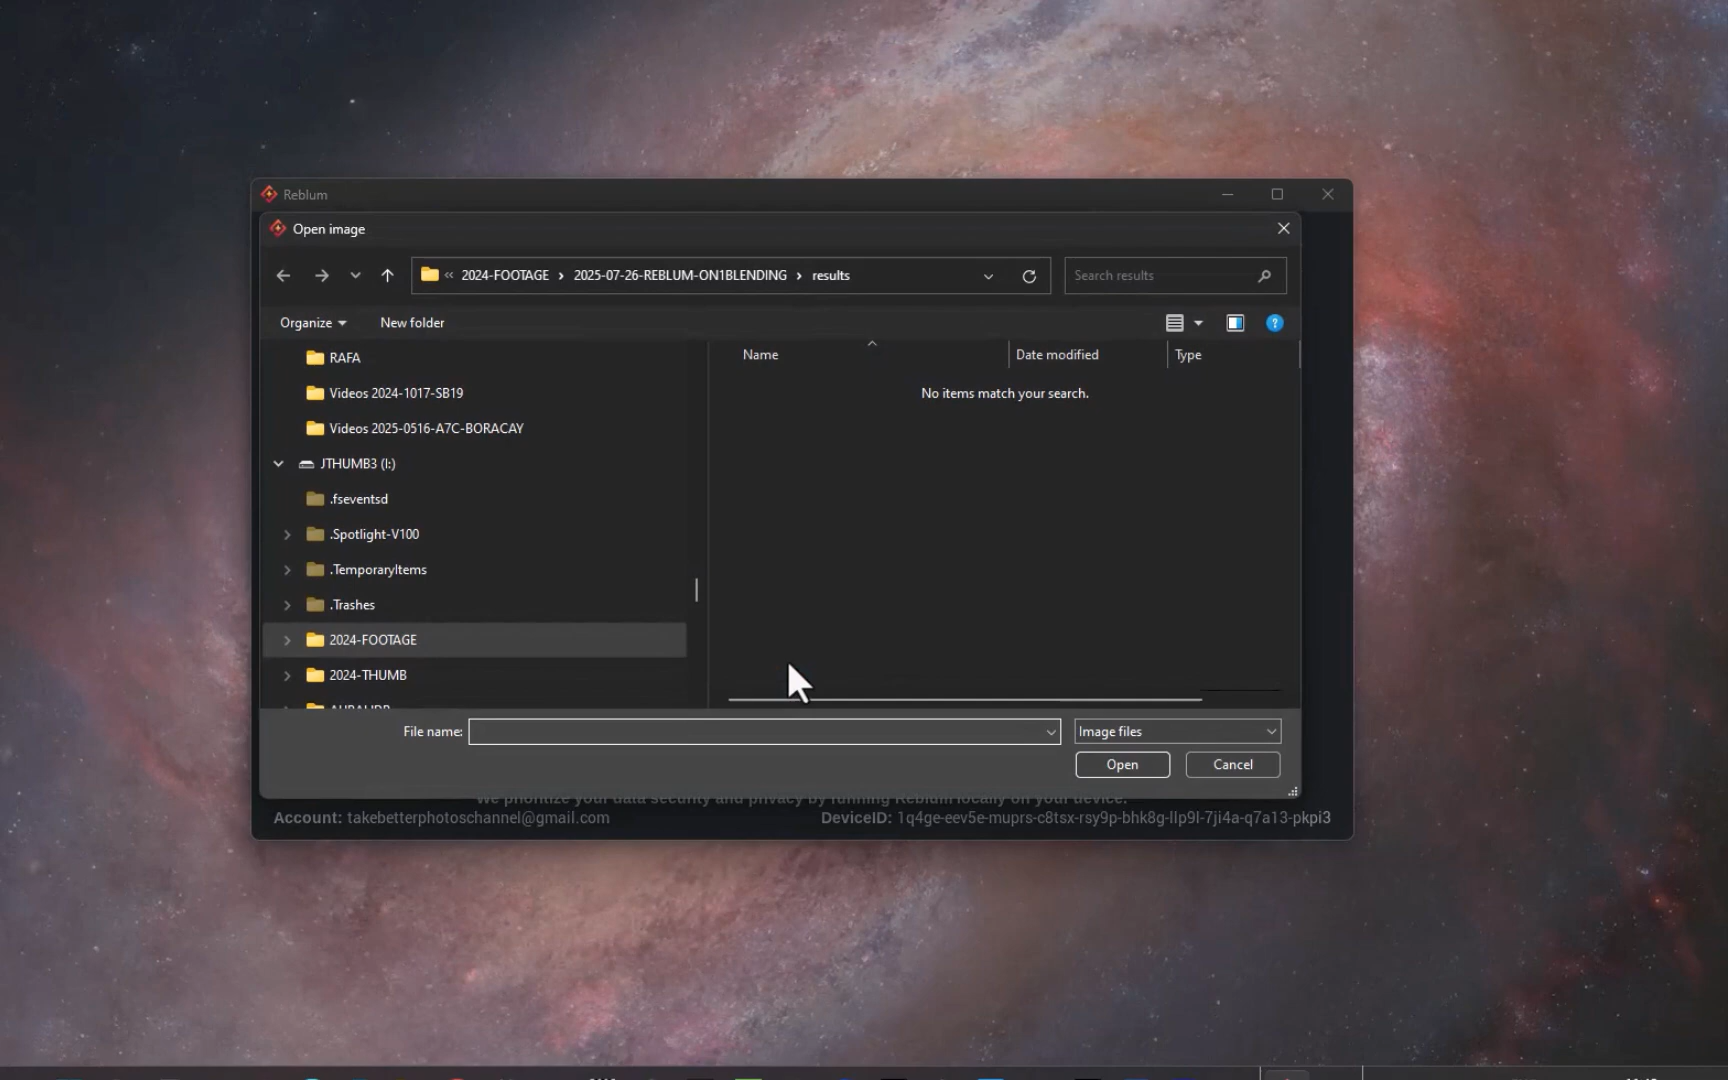 Reblum
Open image
« 2024-FOOTAGE › 2025-07-26-REBLUM-ON1BLENDING › results
Search results
Organize
New folder
RAFA
Name
Date modified
Type
Videos 2024-1017-SB19
No items match your search.
Videos 2025-0516-A7C-BORACAY
JTHUMB3 (I:)
.fseventsd
.Spotlight-V100
.TemporaryItems
.Trashes
2024-FOOTAGE
2024-THUMB
File name:
Image files
Open
Cancel
We prioritize your data security and privacy by running Reblum locally on your device.
Account: takebetterphotoschannel@gmail.com
DeviceID: 1q4ge-eev5e-muprs-c8tsx-rsy9p-bhk8g-llp9l-7ji4a-q7a13-pkpi3